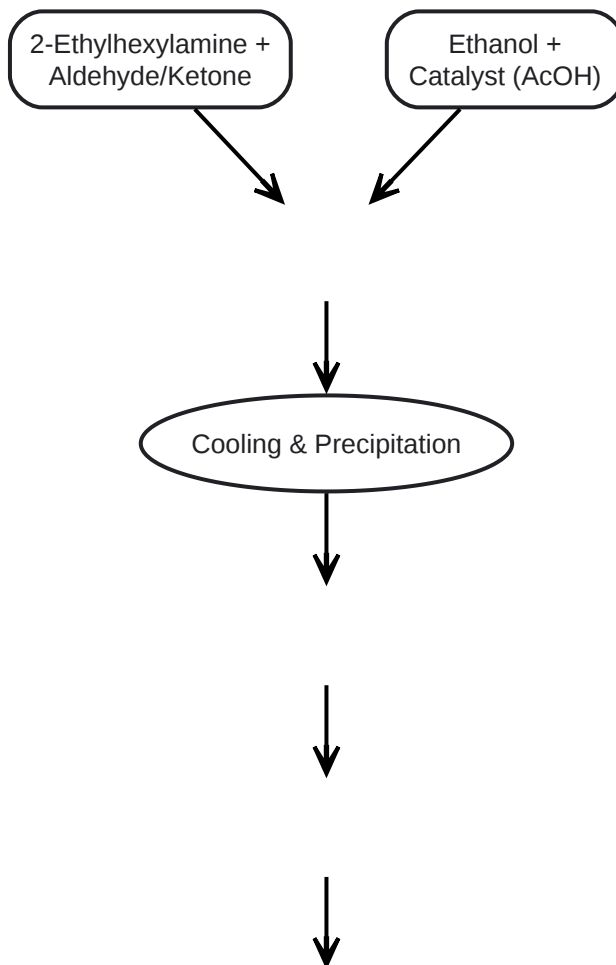 2-Ethylhexylamine +
Aldehyde/Ketone
Ethanol +
Catalyst (AcOH)
Cooling & Precipitation